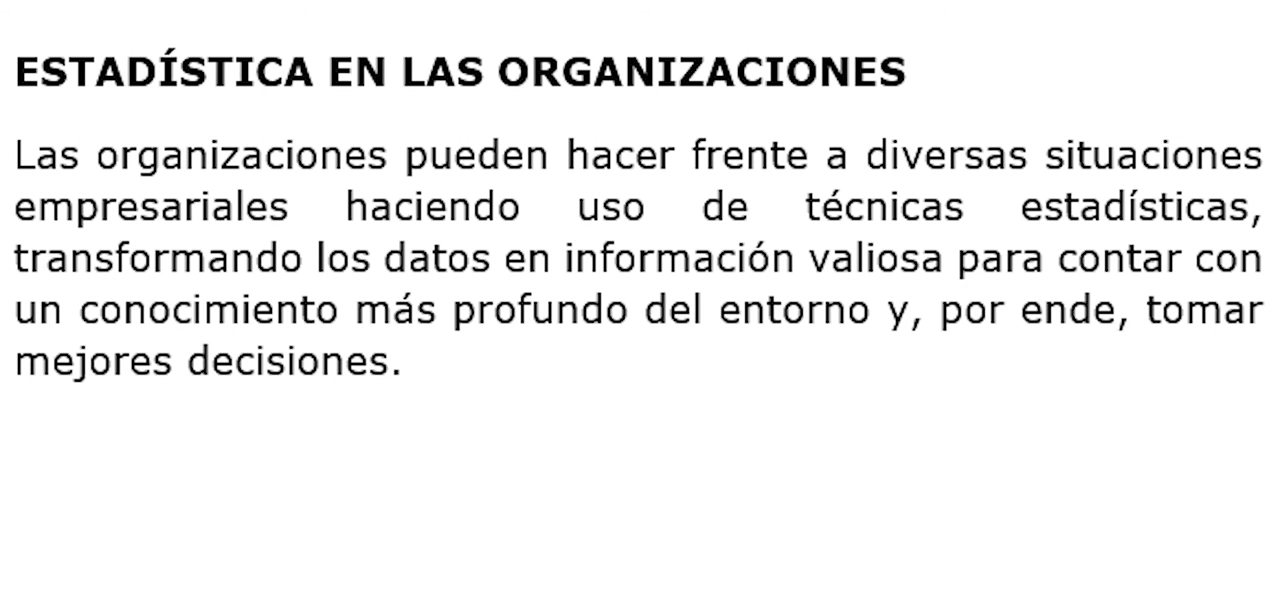 ESTADÍSTICA EN LAS ORGANIZACIONES
Las organizaciones pueden hacer frente a diversas situaciones
empresariales haciendo uso de técnicas estadísticas,
transformando los datos en información valiosa para contar con
un conocimiento más profundo del entorno y, por ende, tomar
mejores decisiones.